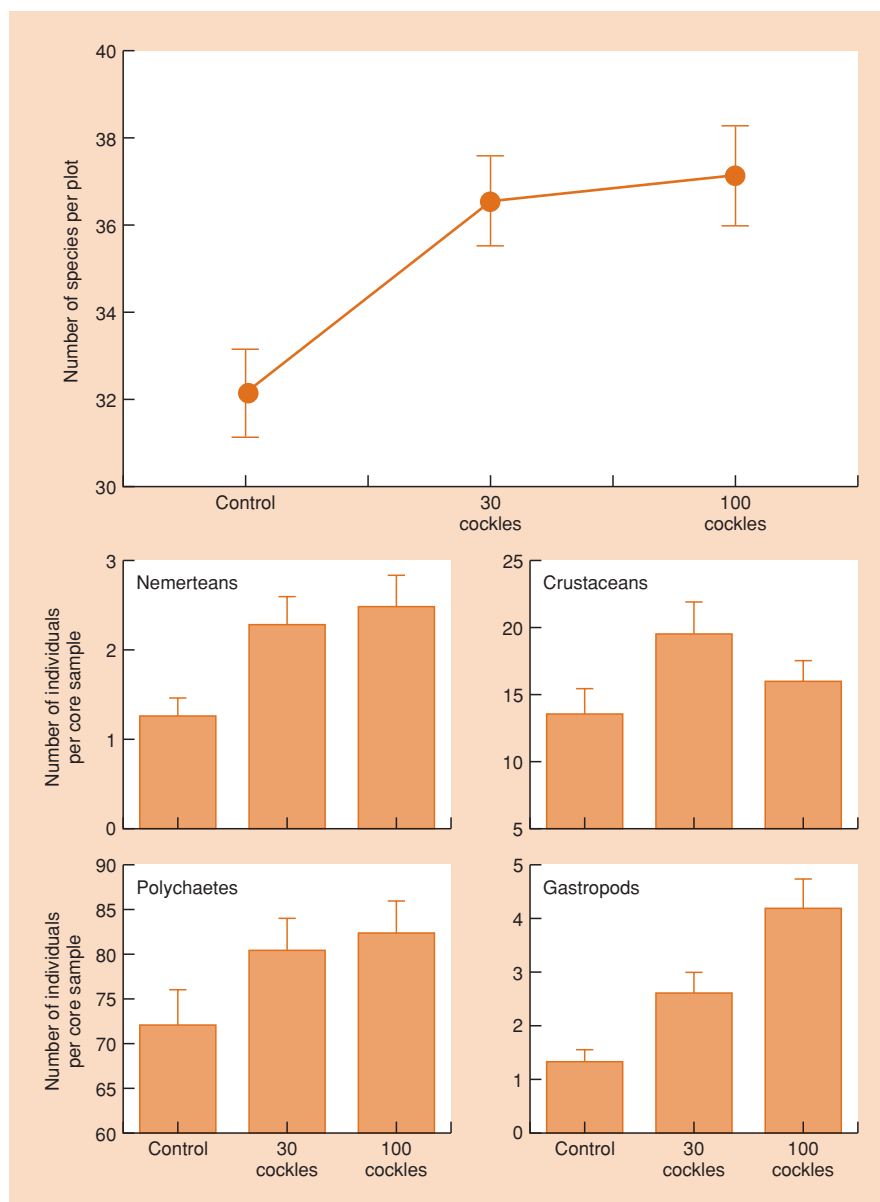 40
38
36
34
32
30
Number of species per plot
Control
30
cockles
100
cockles
3
2
1
0
Number of individuals
per core sample
Nemerteans
25
20
15
10
5
Crustaceans
90
85
80
75
70
65
60
Number of individuals
per core sample
Polychaetes
Control
30
cockles
100
cockles
5
4
3
2
1
0
Gastropods
Control
30
cockles
100
cockles